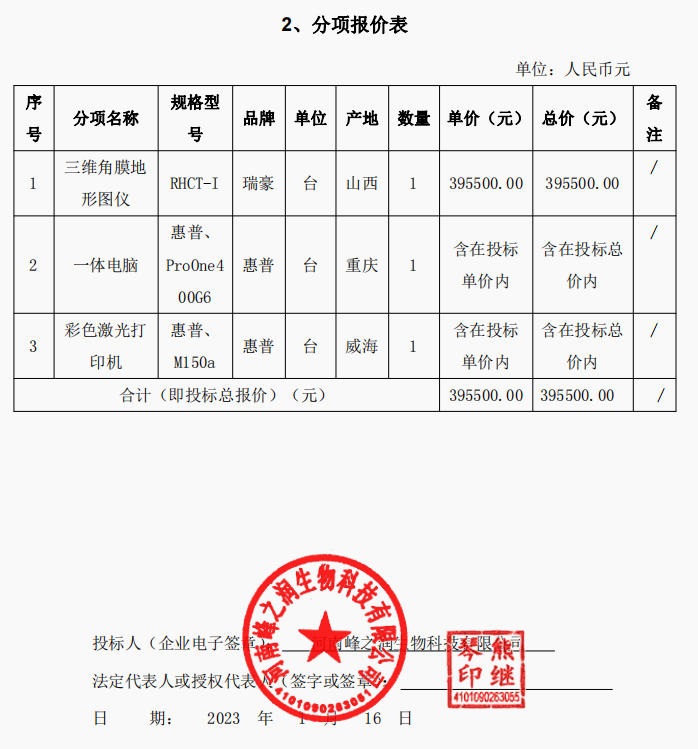 2、分项报价表
单位：人民币元
序号 分项名称 规格型号 品牌 单位 产地 数量 单价（元） 总价（元） 备注
1 三维角膜地形图仪 RHCT-I 瑞豪 台 山西 1 395500.00 395500.00 /
2 一体电脑 惠普、ProOne400G6 惠普 台 重庆 1 含在投标单价内 含在投标总价内 /
3 彩色激光打印机 惠普、M150a 惠普 台 威海 1 含在投标单价内 含在投标总价内 /
合计（即投标总报价）（元） 395500.00 395500.00 /
投标人（企业电子签章）： 河南峰之润生物科技有限公司
法定代表人或授权代表人（签字或签章）：
日 期： 2023 年 1 月 16 日
河南峰之润生物科技有限公司
4101090263061
熊继琴印
4101090263055